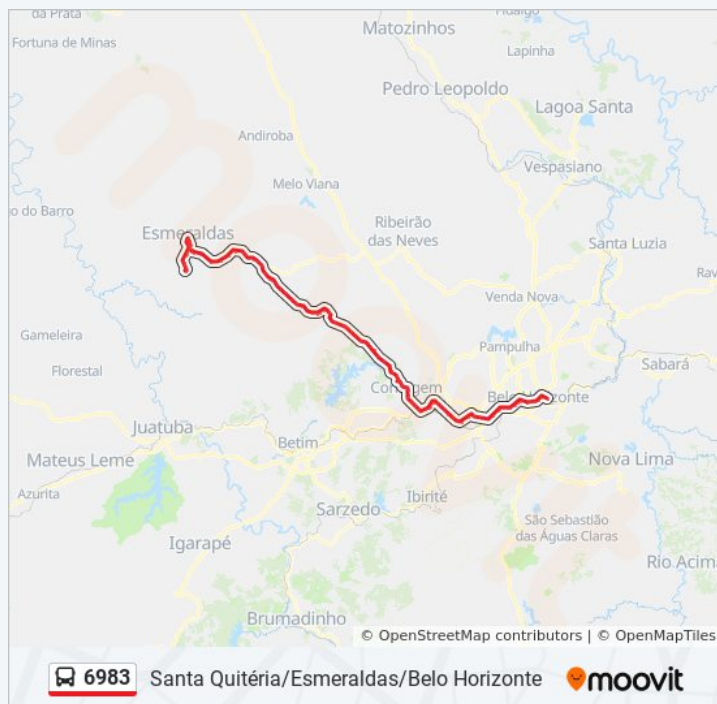 Hidalgo
da Prata
Matozinhos
Fortuna de Minas
Lapinha
Pedro Leopoldo
Lagoa Santa
Andiroba
Vespasiano
Melo Viana
o do Barro
Ribeirão
das Neves
Esmeraldas
Santa Luzia
Rav
Venda Nova
Gameleira
Pampulha
Sabará
Florestal
Contagem
Belo Horizonte
Juatuba
Betim
Mateus Leme
Nova Lima
Azurita
Ibirité
Sarzedo
São Sebastião
das Águas Claras
Igarapé
Rio Acima
Brumadinho
© OpenStreetMap contributors | © OpenMapTiles
6983 Santa Quitéria/Esmeraldas/Belo Horizonte moovit